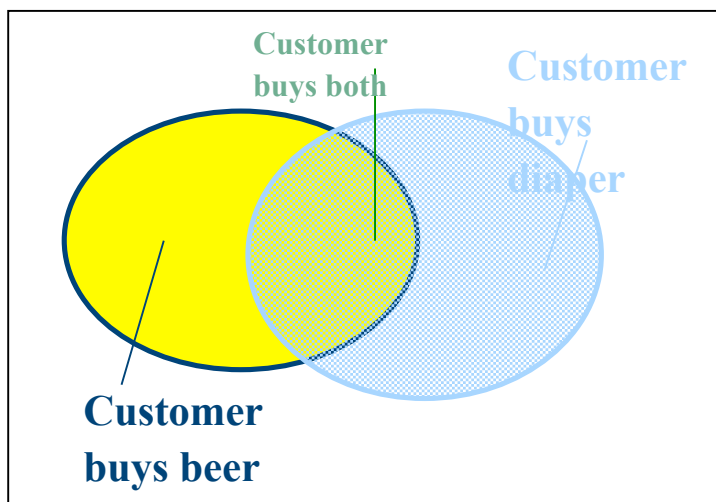 Customer
buys both
Customer
buys
diaper
Customer
buys beer